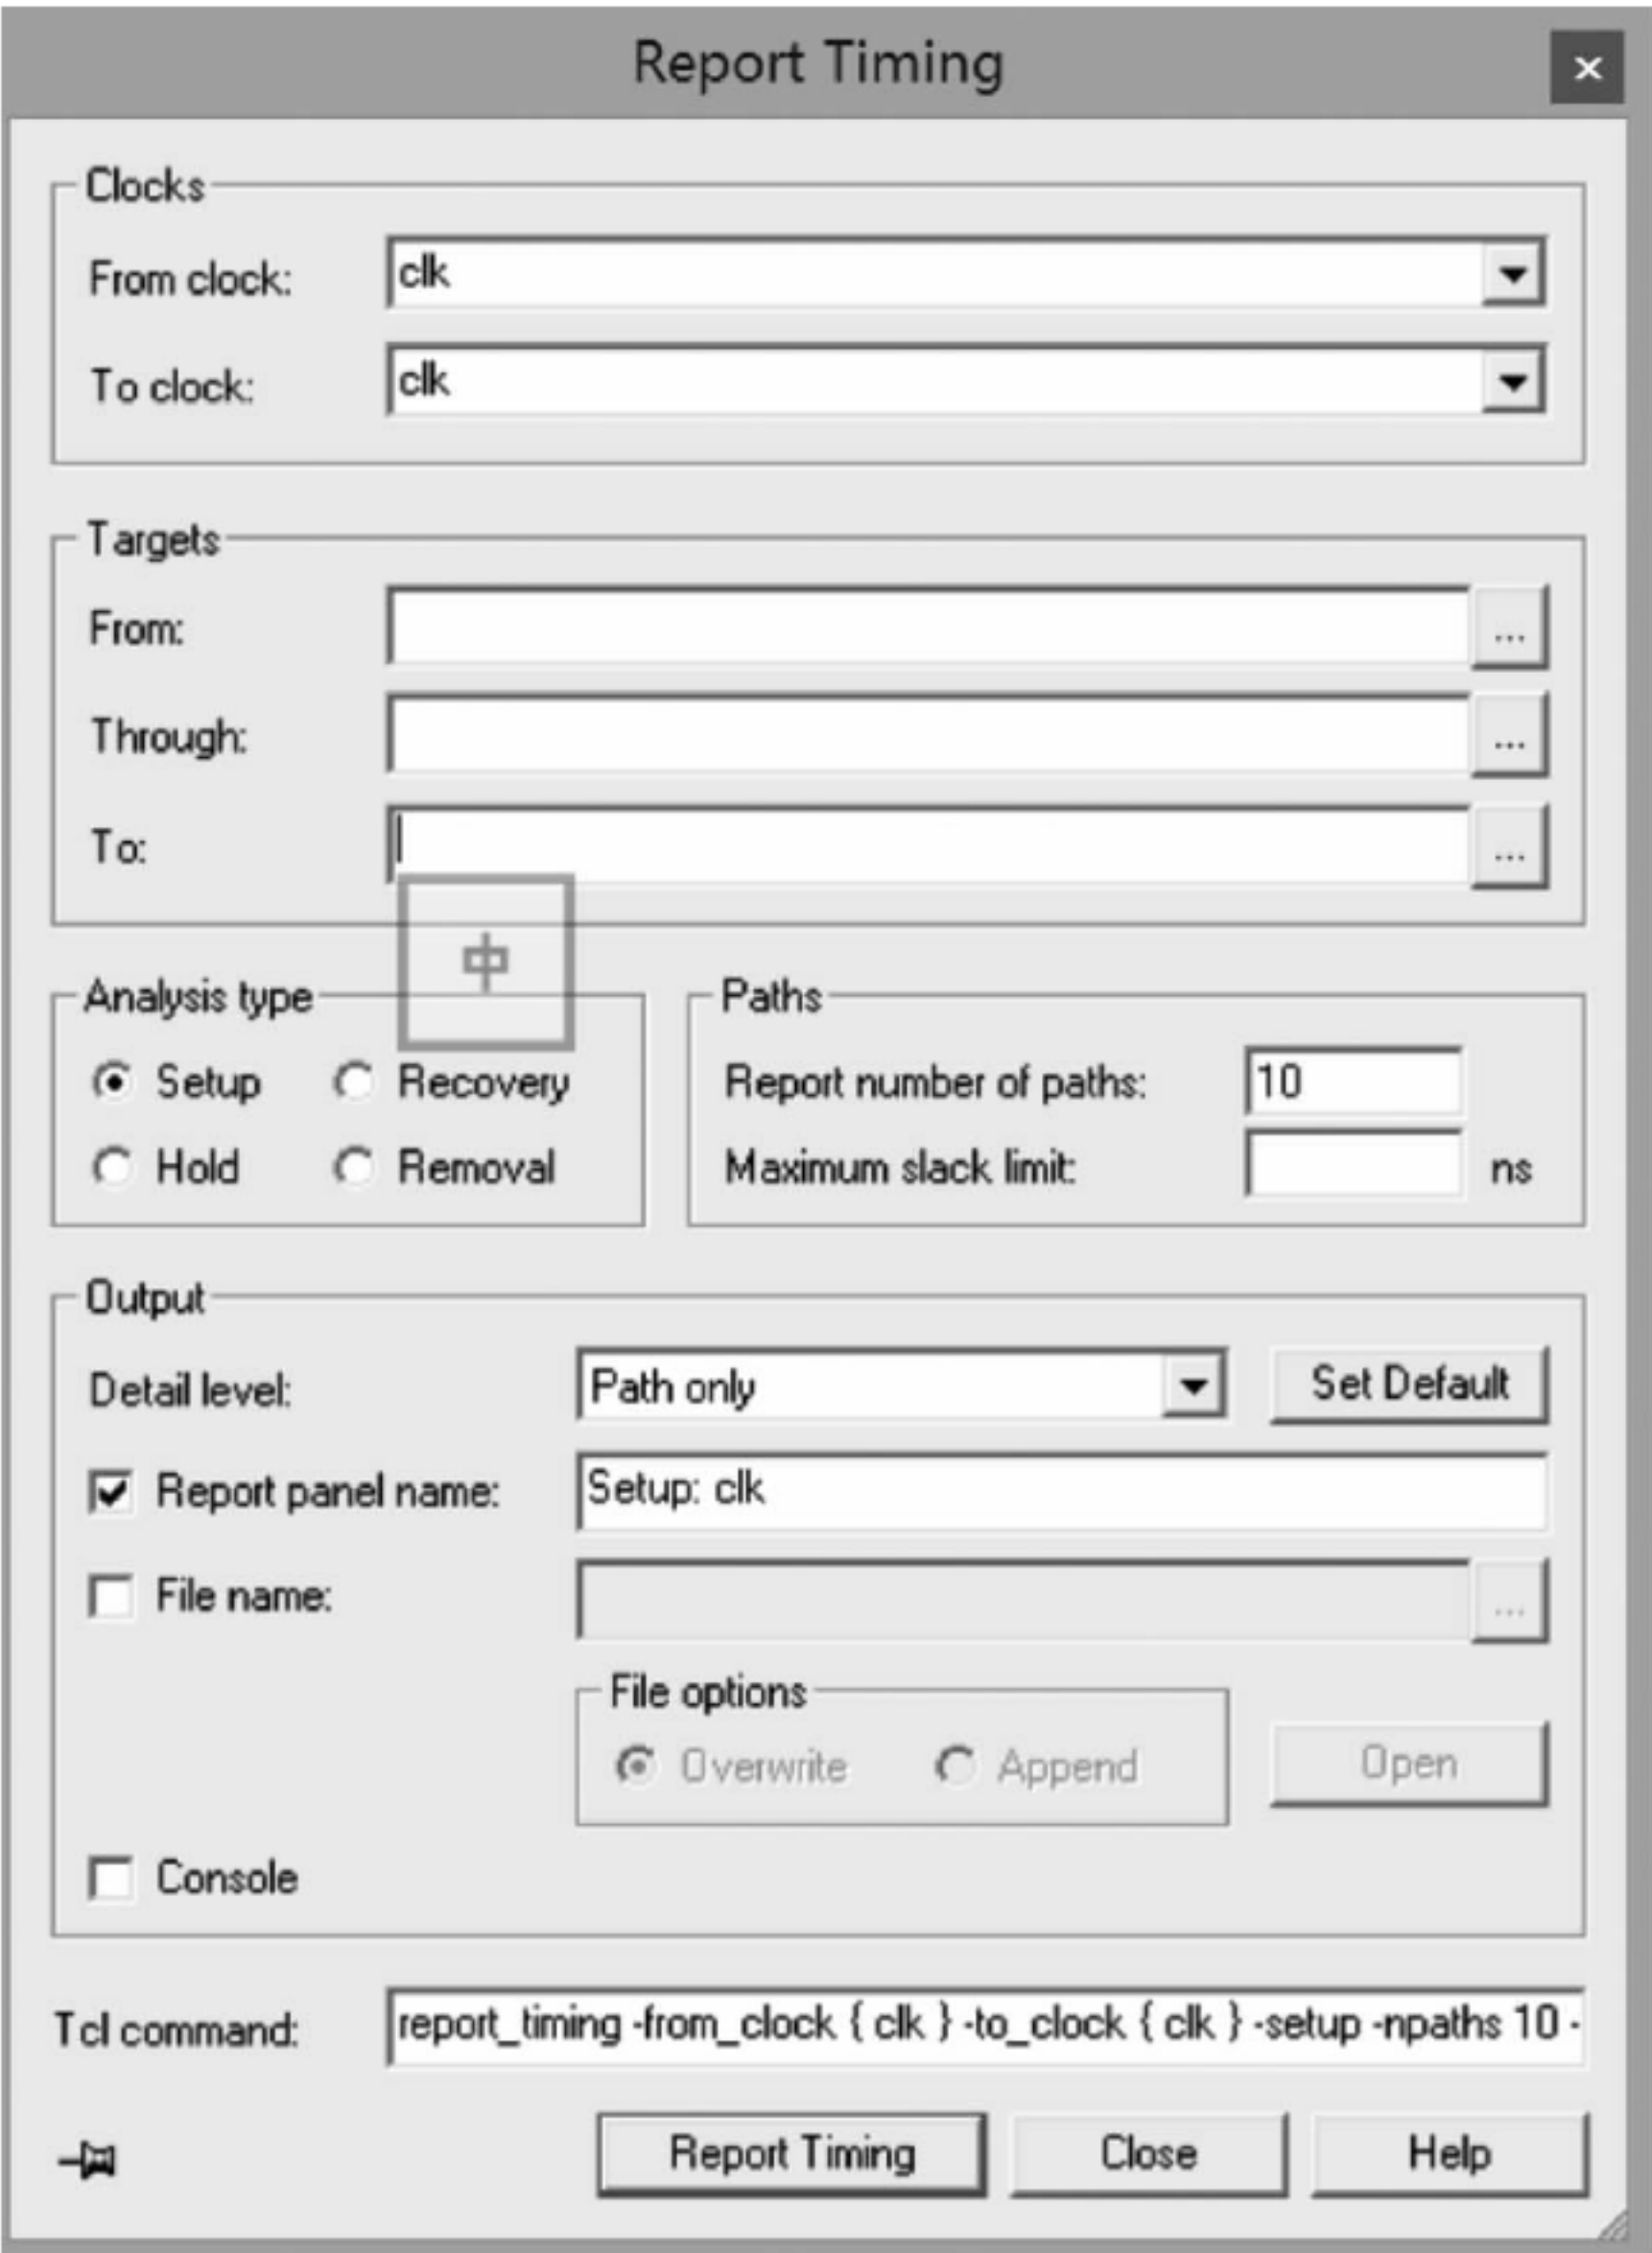 Report Timing
Clocks
From clock: clk
To clock: clk
Targets
From: ...
Through: ...
To: ...
中
Analysis type
Setup Recovery
Hold Removal
Paths
Report number of paths: 10
Maximum slack limit: ns
Output
Detail level: Path only Set Default
Report panel name: Setup: clk
File name: ...
File options
Overwrite Append Open
Console
Tcl command: report_timing -from_clock { clk } -to_clock { clk } -setup -npaths 10 -
Report Timing Close Help